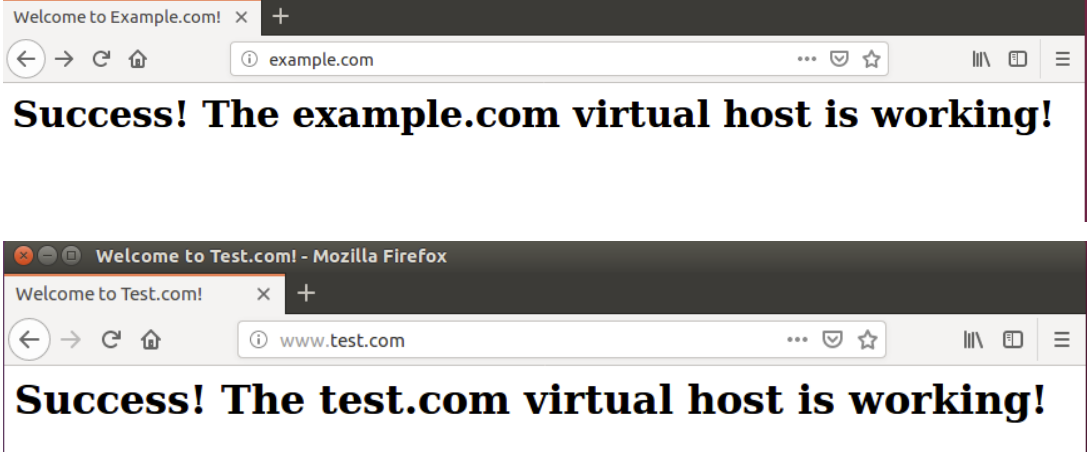 Welcome to Example.com!
example.com
Success! The example.com virtual host is working!
Welcome to Test.com! - Mozilla Firefox
Welcome to Test.com!
www.test.com
Success! The test.com virtual host is working!